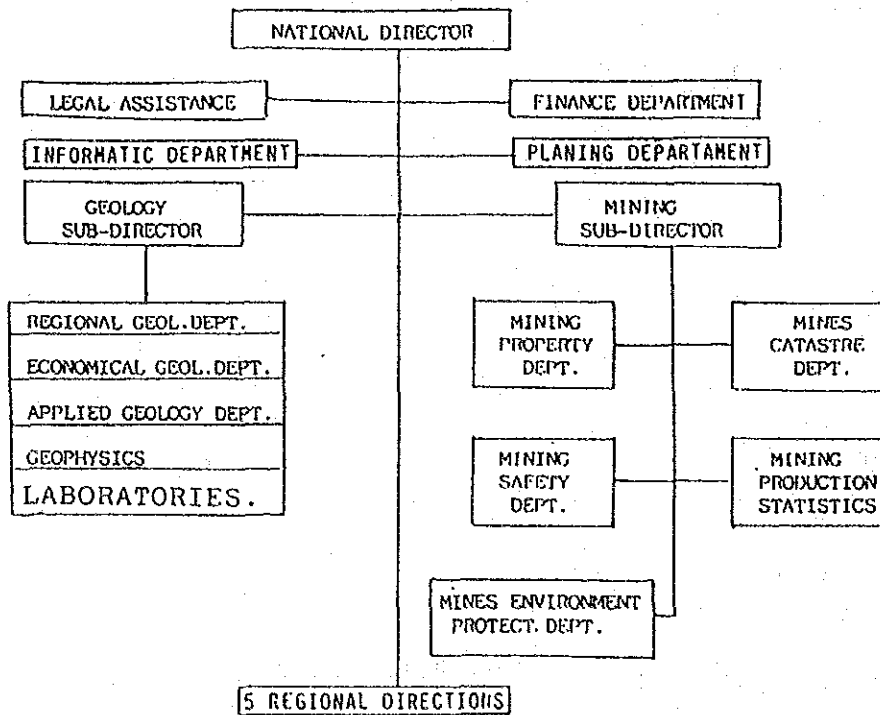 NATIONAL DIRECTOR
LEGAL ASSISTANCE
FINANCE DEPARTMENT
INFORMATIC DEPARTMENT
PLANING DEPARTAMENT
GEOLOGY
SUB-DIRECTOR
MINING
SUB-DIRECTOR
REGIONAL GEOL.DEPT.
ECONOMICAL GEOL.DEPT.
APPLIED GEOLOGY DEPT.
GEOPHYSICS
LABORATORIES.
MINING
PROPERTY
DEPT.
MINES
CATASTRE
DEPT.
MINING
SAFETY
DEPT.
MINING
PRODUCTION
STATISTICS
MINES ENVIRONMENT
PROTECT. DEPT.
5 REGIONAL DIRECTIONS